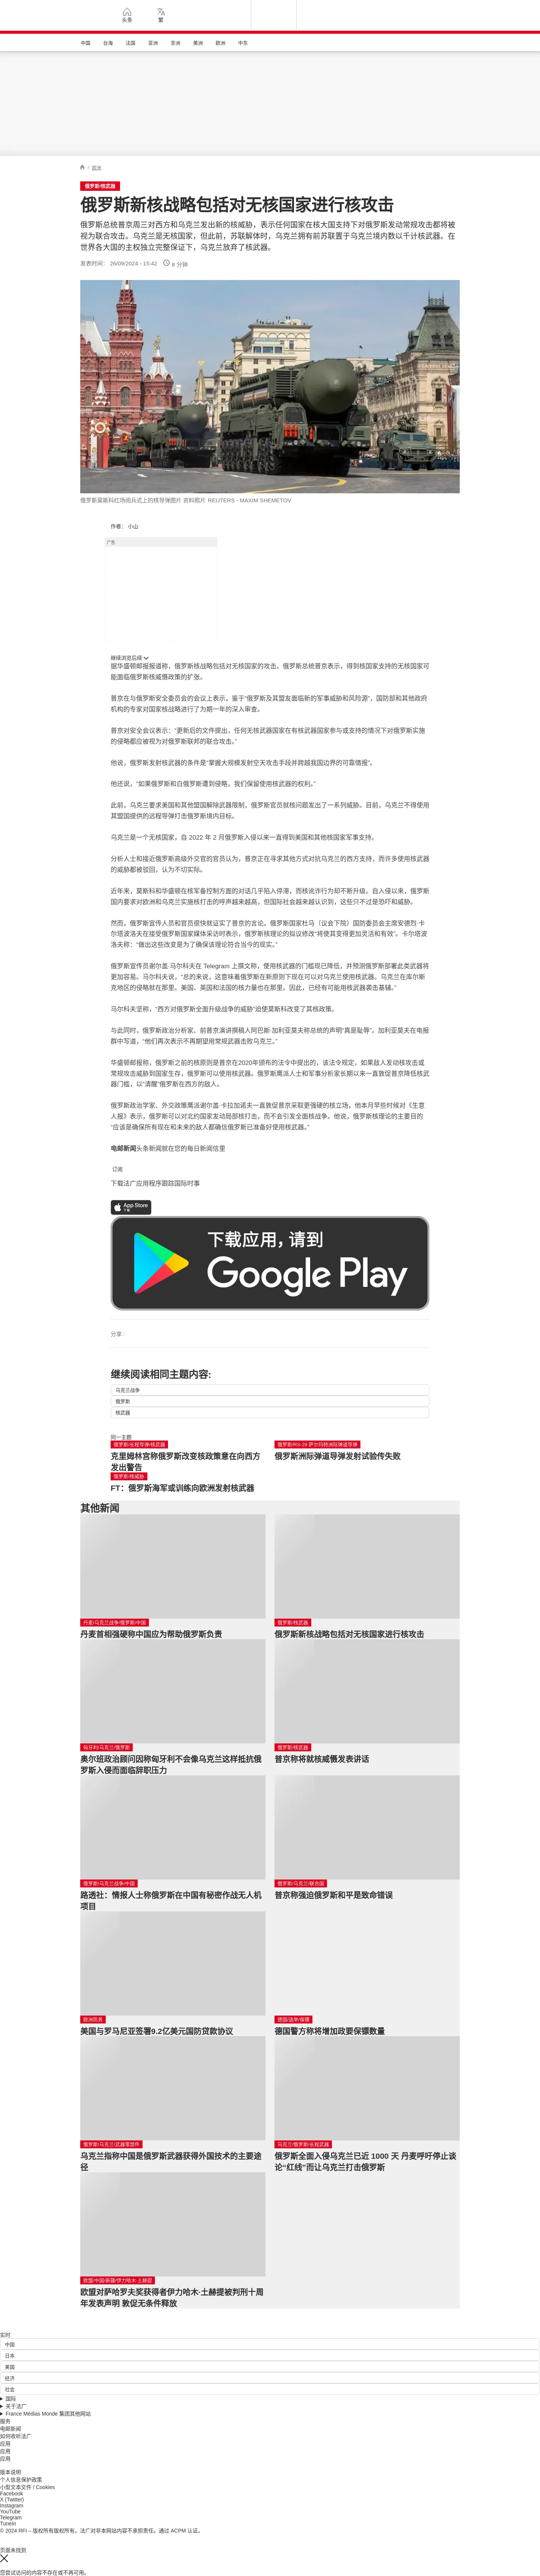 头条
繁
中国
台海
法国
亚洲
非洲
美洲
欧洲
中东
/ 欧洲
俄罗斯/核武器
俄罗斯新核战略包括对无核国家进行核攻击
俄罗斯总统普京周三对西方和乌克兰发出新的核威胁，表示任何国家在核大国支持下对俄罗斯发动常规攻击都将被
视为联合攻击。乌克兰是无核国家，但此前，苏联解体时，乌克兰拥有前苏联置于乌克兰境内数以千计核武器。在
世界各大国的主权独立完整保证下，乌克兰放弃了核武器。
发表时间： 26/09/2024 - 15:42 8 分钟
俄罗斯莫斯科红场阅兵式上的核导弹图片 资料照片 REUTERS - MAXIM SHEMETOV
作者： 小山
广告
继续浏览后续
据华盛顿邮报报道称，俄罗斯核战略包括对无核国家的攻击。俄罗斯总统普京表示，得到核国家支持的无核国家可
能面临俄罗斯核威慑政策的扩张。
普京在与俄罗斯安全委员会的会议上表示，鉴于“俄罗斯及其盟友面临新的军事威胁和风险源”，国防部和其他政府
机构的专家对国家核战略进行了为期一年的深入审查。
普京对安全会议表示：“更新后的文件提出，任何无核武器国家在有核武器国家参与或支持的情况下对俄罗斯实施
的侵略都应被视为对俄罗斯联邦的联合攻击。”
他说，俄罗斯发射核武器的条件是“掌握大规模发射空天攻击手段并跨越我国边界的可靠情报”。
他还说，“如果俄罗斯和白俄罗斯遭到侵略，我们保留使用核武器的权利。”
此前，乌克兰要求美国和其他盟国解除武器限制，俄罗斯官员就核问题发出了一系列威胁。目前，乌克兰不得使用
其盟国提供的远程导弹打击俄罗斯境内目标。
乌克兰是一个无核国家，自 2022 年 2 月俄罗斯入侵以来一直得到美国和其他核国家军事支持。
分析人士和接近俄罗斯高级外交官的官员认为，普京正在寻求其他方式对抗乌克兰的西方支持，而许多使用核武器
的威胁都被驳回，认为不切实际。
近年来，莫斯科和华盛顿在核军备控制方面的对话几乎陷入停滞，而核讹诈行为却不断升级。自入侵以来，俄罗斯
国内要求对欧洲和乌克兰实施核打击的呼声越来越高，但国际社会越来越认识到，这些只不过是恐吓和威胁。
然而，俄罗斯宣传人员和官员很快就证实了普京的言论。俄罗斯国家杜马（议会下院）国防委员会主席安德烈·卡
尔塔波洛夫在接受俄罗斯国家媒体采访时表示，俄罗斯核理论的拟议修改“将使其变得更加灵活和有效”。卡尔塔波
洛夫称：“做出这些改变是为了确保该理论符合当今的现实。”
俄罗斯宣传员谢尔盖·马尔科夫在 Telegram 上撰文称，使用核武器的门槛现已降低，并预测俄罗斯部署此类武器将
更加容易。马尔科夫说，“总的来说，这意味着俄罗斯在新原则下现在可以对乌克兰使用核武器。乌克兰在库尔斯
克地区的侵略就在那里。美国、英国和法国的核力量也在那里。因此，已经有可能用核武器袭击基辅。”
马尔科夫坚称，“西方对俄罗斯全面升级战争的威胁”迫使莫斯科改变了其核政策。
与此同时，俄罗斯政治分析家、前普京演讲撰稿人阿巴斯·加利亚莫夫称总统的声明“真是耻辱”。加利亚莫夫在电报
群中写道，“他们再次表示不再期望用常规武器击败乌克兰。”
华盛顿邮报称，俄罗斯之前的核原则是普京在2020年颁布的法令中提出的，该法令规定，如果敌人发动核攻击或
常规攻击威胁到国家生存，俄罗斯可以使用核武器。俄罗斯鹰派人士和军事分析家长期以来一直敦促普京降低核武
器门槛，以“清醒”俄罗斯在西方的敌人。
俄罗斯政治学家、外交政策鹰派谢尔盖·卡拉加诺夫一直敦促普京采取更强硬的核立场，他本月早些时候对《生意
人报》表示，俄罗斯可以对北约国家发动局部核打击，而不会引发全面核战争。他说，俄罗斯核理论的主要目的
“应该是确保所有现在和未来的敌人都确信俄罗斯已准备好使用核武器。”
电邮新闻头条新闻就在您的每日新闻信里
订阅
下载法广应用程序跟踪国际时事
App Store
下载
下载应用，请到
Google Play
分享 :
继续阅读相同主题内容:
乌克兰战争
俄罗斯
核武器
同一主题
俄罗斯/长程导弹/核武器
克里姆林宫称俄罗斯改变核政策意在向西方
发出警告
俄罗斯/RS-28 萨尔玛特洲际弹道导弹
俄罗斯洲际弹道导弹发射试验传失败
俄罗斯/核威胁
FT：俄罗斯海军或训练向欧洲发射核武器
其他新闻
丹麦/乌克兰战争/俄罗斯/中国
丹麦首相强硬称中国应为帮助俄罗斯负责
俄罗斯/核武器
俄罗斯新核战略包括对无核国家进行核攻击
匈牙利/乌克兰/俄罗斯
奥尔班政治顾问因称匈牙利不会像乌克兰这样抵抗俄
罗斯入侵而面临辞职压力
俄罗斯/核武器
普京称将就核威慑发表讲话
俄罗斯/乌克兰战争/中国
路透社：情报人士称俄罗斯在中国有秘密作战无人机
项目
俄罗斯/乌克兰/联合国
普京称强迫俄罗斯和平是致命错误
欧洲防务
美国与罗马尼亚签署9.2亿美元国防贷款协议
德国/选举/保镖
德国警方称将增加政要保镖数量
俄罗斯/乌克兰/武器零部件
乌克兰指称中国是俄罗斯武器获得外国技术的主要途
径
乌克兰/俄罗斯/长程武器
俄罗斯全面入侵乌克兰已近 1000 天 丹麦呼吁停止谈
论“红线”而让乌克兰打击俄罗斯
欧盟/中国/新疆/伊力哈木·土赫提
欧盟对萨哈罗夫奖获得者伊力哈木·土赫提被判刑十周
年发表声明 敦促无条件释放
实时
中国
日本
美国
经济
社会
国际
关于法广
France Médias Monde 集团其他网站
服务
电邮新闻
如何收听法广
应用
应用
应用
版本说明
个人信息保护政策
小型文本文件 / Cookies
Facebook
X (Twitter)
Instagram
YouTube
Telegram
TuneIn
© 2024 RFI – 版权所有版权所有。法广对非本网站内容不承担责任。通过 ACPM 认证。
页面未找到
您尝试访问的内容不存在或不再可用。